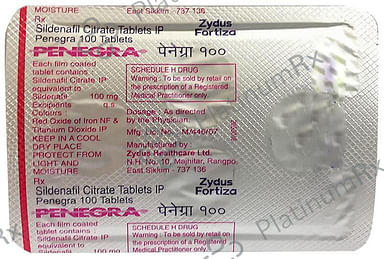 MOISTURE East Sikkim - 737 136
Rx
Sildenafil Citrate Tablets IP Zydus
Penegra 100 Tablets Fortiza
PENEGRA® पेनेग्रा १००
Each film coated
tablet contains :
Sildenafil Citrate IP
equivalent to
Sildenafil 100 mg
Excipients q.s.
Colours :
Red Oxide of Iron NF &
Titanium Dioxide IP
KEEP IN A COOL
DRY PLACE
PROTECT FROM
LIGHT AND
MOISTURE
SCHEDULE H DRUG
Warning : To be sold by retail on
the prescription of a Registered
Medical Practitioner only.
Dosage : As directed
by the Physician.
Mfg. Lic. No.: M/446/07
Manufactured by :
Zydus Healthcare Ltd.
N.H. No. 10, Majhitar, Rangpo,
East Sikkim - 737 136
Rx
Sildenafil Citrate Tablets IP Zydus
Penegra 100 Tablets Fortiza
PENEGRA® पेनेग्रा १००
Each film coated
tablet contains :
Sildenafil Citrate IP
equivalent to
SCHEDULE H DRUG
Warning : To be sold by retail on
the prescription of a Registered
Medical Practitioner only.
PlatinumRx